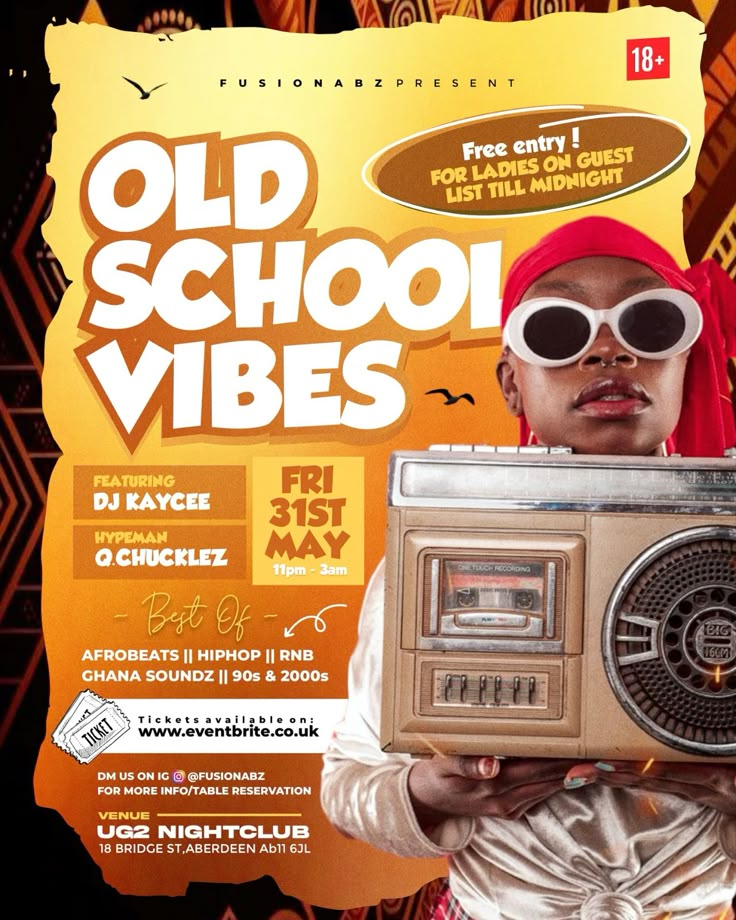 FUSIONABZ PRESENT
18+
Free entry !
FOR LADIES ON GUEST
LIST TILL MIDNIGHT
OLD
SCHOOL
VIBES
FEATURING
DJ KAYCEE
HYPEMAN
Q.CHUCKLEZ
FRI
31ST
MAY
11pm - 3am
- Best Of -
AFROBEATS || HIPHOP || RNB
GHANA SOUNDZ || 90s & 2000s
TICKET
Tickets available on:
www.eventbrite.co.uk
DM US ON IG @FUSIONABZ
FOR MORE INFO/TABLE RESERVATION
VENUE
UG2 NIGHTCLUB
18 BRIDGE ST,ABERDEEN Ab11 6JL
ONE TOUCH RECORDING
BIG
16CM